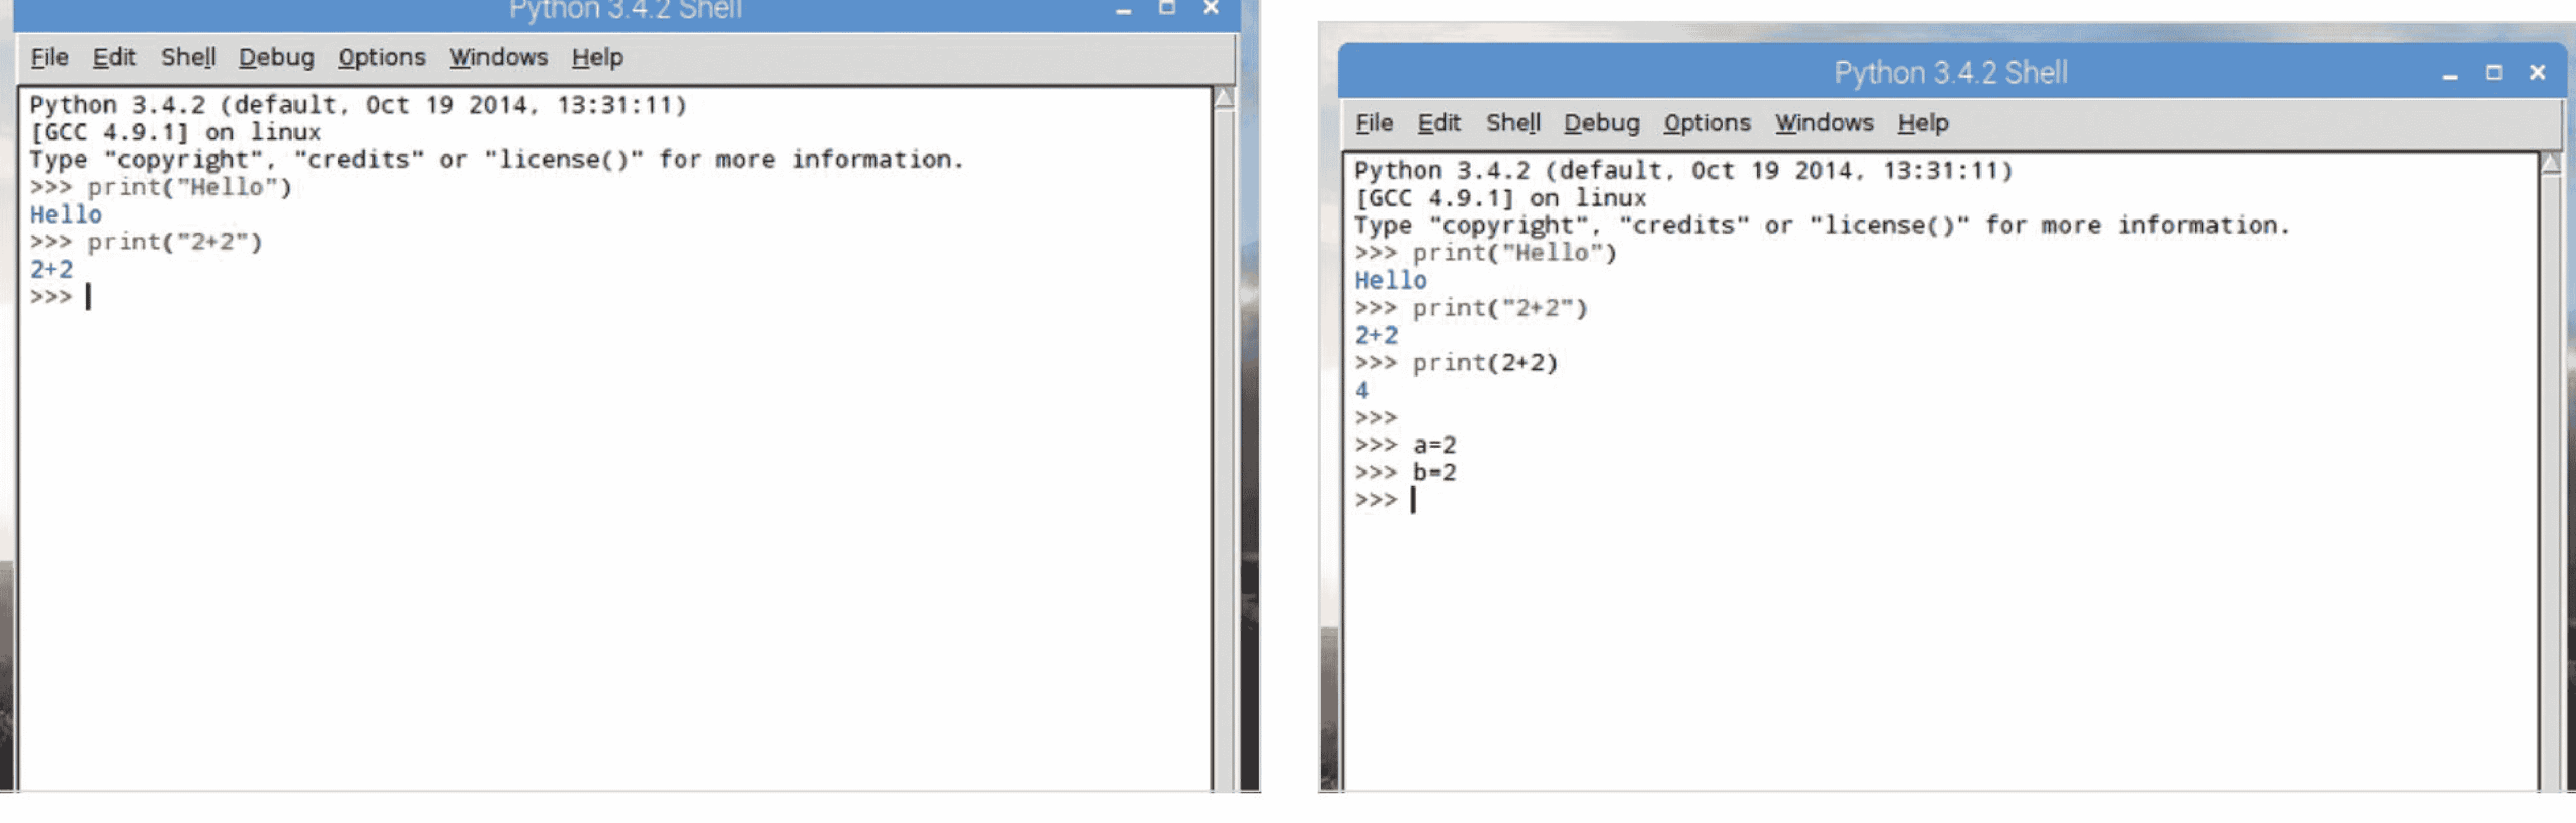 Python 3.4.2 Shell
File Edit Shell Debug Options Windows Help
Python 3.4.2 (default, Oct 19 2014, 13:31:11)
[GCC 4.9.1] on linux
Type "copyright", "credits" or "license()" for more information.
>>> print("Hello")
Hello
>>> print("2+2")
2+2
>>>
Python 3.4.2 Shell
File Edit Shell Debug Options Windows Help
Python 3.4.2 (default, Oct 19 2014, 13:31:11)
[GCC 4.9.1] on linux
Type "copyright", "credits" or "license()" for more information.
>>> print("Hello")
Hello
>>> print("2+2")
2+2
>>> print(2+2)
4
>>>
>>> a=2
>>> b=2
>>>